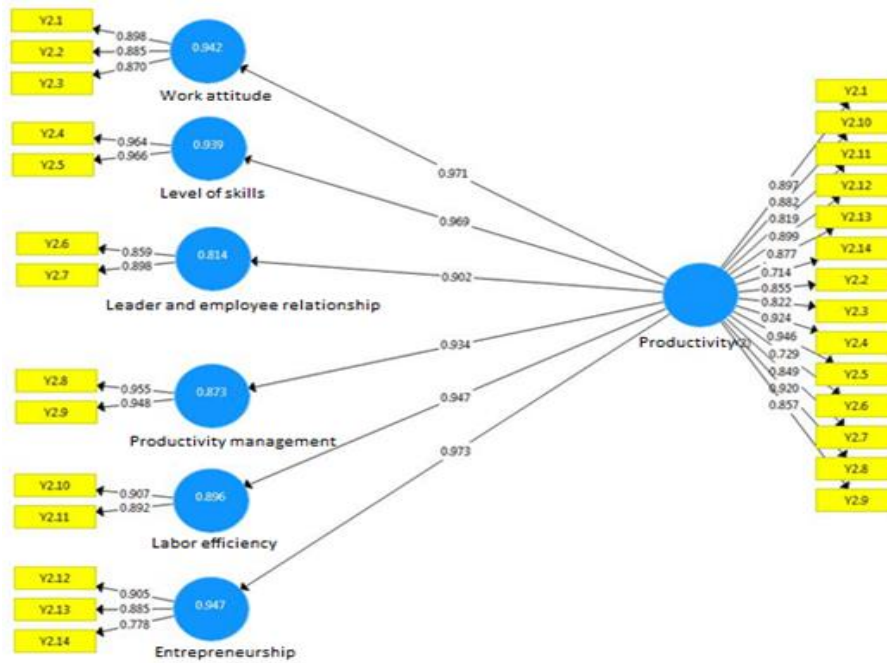 Y2.1
0.898
Y2.2
0.885
0.942
Y2.3
0.870
Work attitude
Y2.4
0.964
0.939
Y2.5
0.966
Level of skills
Y2.6
0.859
0.814
Y2.7
0.898
Leader and employee relationship
Y2.8
0.955
0.873
Y2.9
0.948
Productivity management
Y2.10
0.907
0.896
Y2.11
0.892
Labor efficiency
Y2.12
0.905
Y2.13
0.885
0.947
Y2.14
0.778
Entrepreneurship
0.971
0.969
0.902
0.934
0.947
0.973
Productivity
0.897
0.882
0.819
0.899
0.877
0.714
0.855
0.822
0.924
0.946
0.729
0.849
0.920
0.857
Y2.1
Y2.10
Y2.11
Y2.12
Y2.13
Y2.14
Y2.2
Y2.3
Y2.4
Y2.5
Y2.6
Y2.7
Y2.8
Y2.9